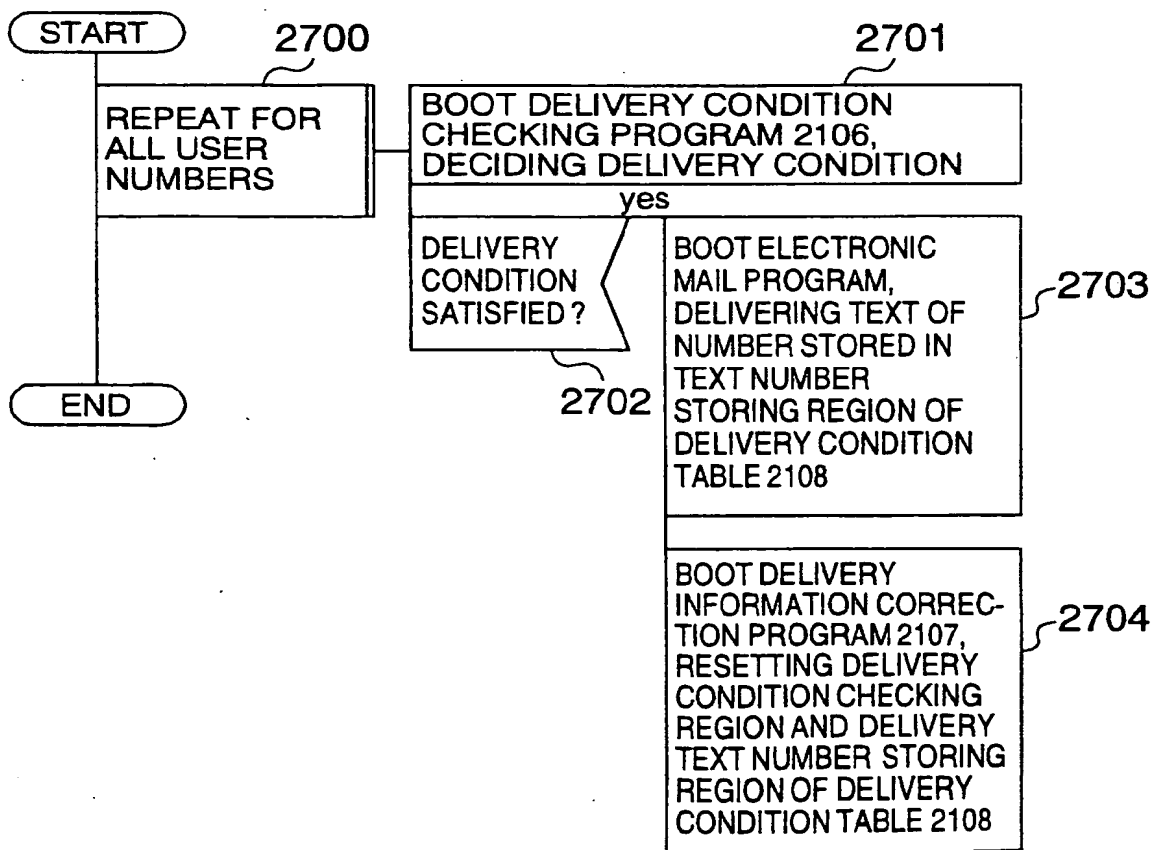 START
2700
2701
REPEAT FOR
ALL USER
NUMBERS
BOOT DELIVERY CONDITION
CHECKING PROGRAM 2106,
DECIDING DELIVERY CONDITION
yes
DELIVERY
CONDITION
SATISFIED ?
2702
BOOT ELECTRONIC
MAIL PROGRAM,
DELIVERING TEXT OF
NUMBER STORED IN
TEXT NUMBER
STORING REGION OF
DELIVERY CONDITION
TABLE 2108
2703
END
BOOT DELIVERY
INFORMATION CORREC-
TION PROGRAM 2107,
RESETTING DELIVERY
CONDITION CHECKING
REGION AND DELIVERY
TEXT NUMBER STORING
REGION OF DELIVERY
CONDITION TABLE 2108
2704